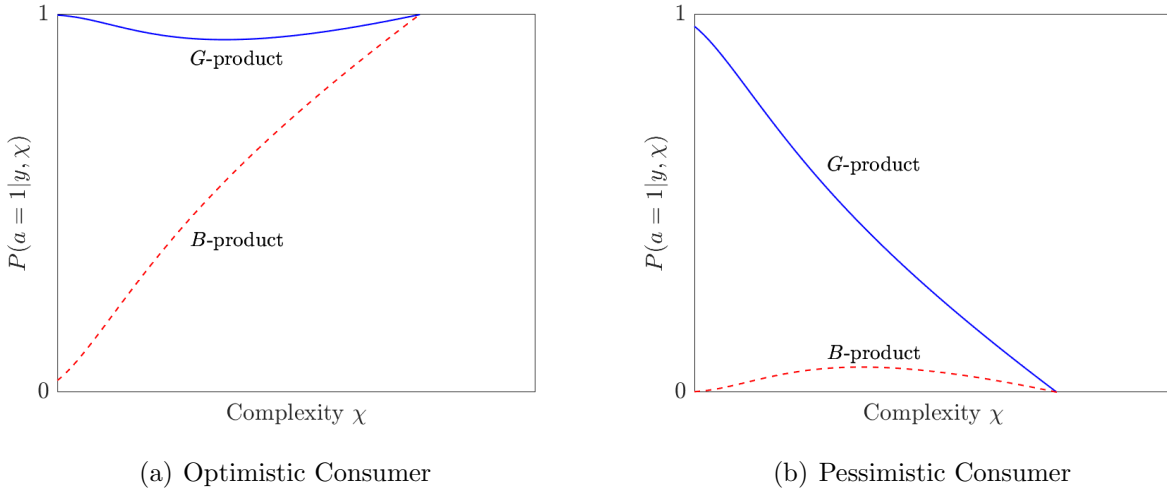 1
G-product
B-product
P(a = 1|y, χ)
0
Complexity χ
(a) Optimistic Consumer
1
G-product
B-product
P(a = 1|y, χ)
0
Complexity χ
(b) Pessimistic Consumer